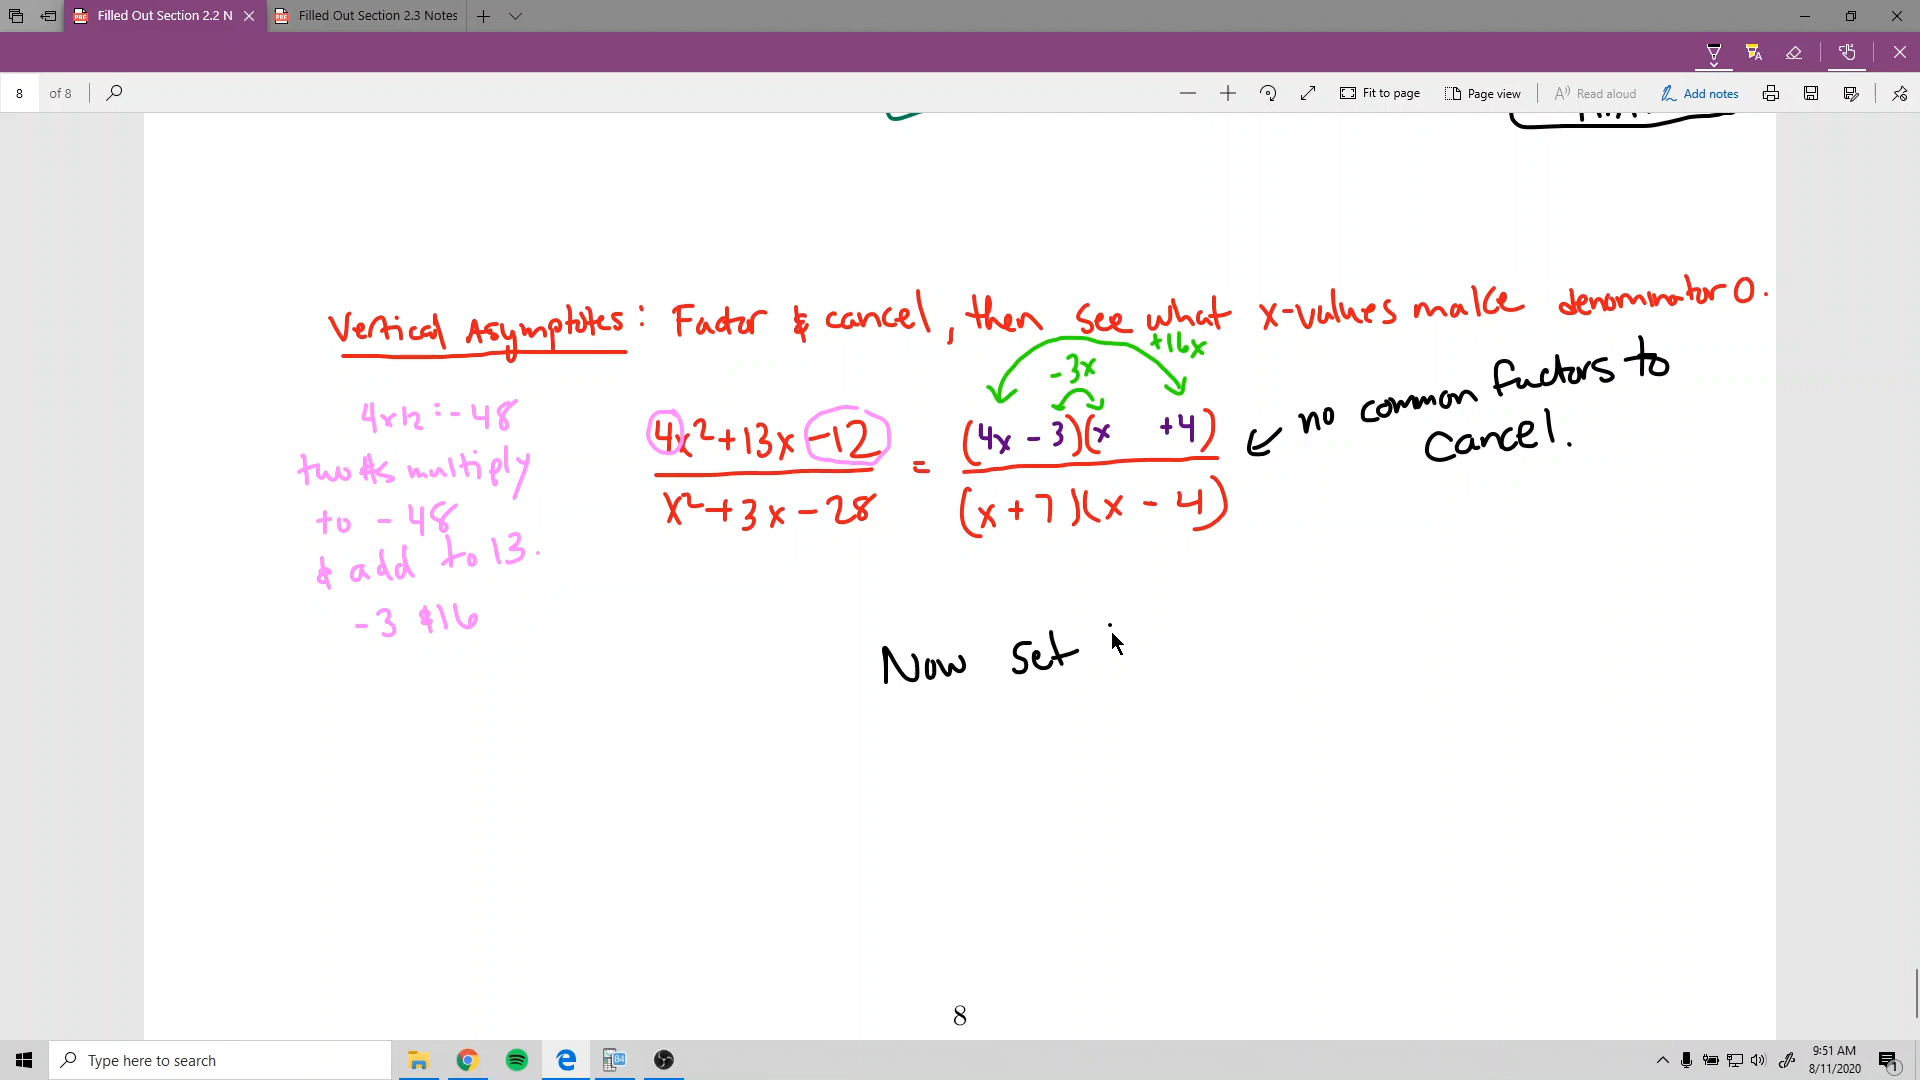 Filled Out Section 2.2 N
Filled Out Section 2.3 Notes
8 of 8
Fit to page
Page view
Read aloud
Add notes
Vertical Asymptotes: Factor & cancel, then see what x-values make denominator 0.
4x12 = -48
two #s multiply
to - 48
& add to 13.
-3 & 16
+16x
-3x
4x²+13x-12 = (4x-3)(x +4)
x²+3x-28 (x+7)(x-4)
no common factors to
cancel.
Now set i
8
Type here to search
84
9:51 AM
8/11/2020
1